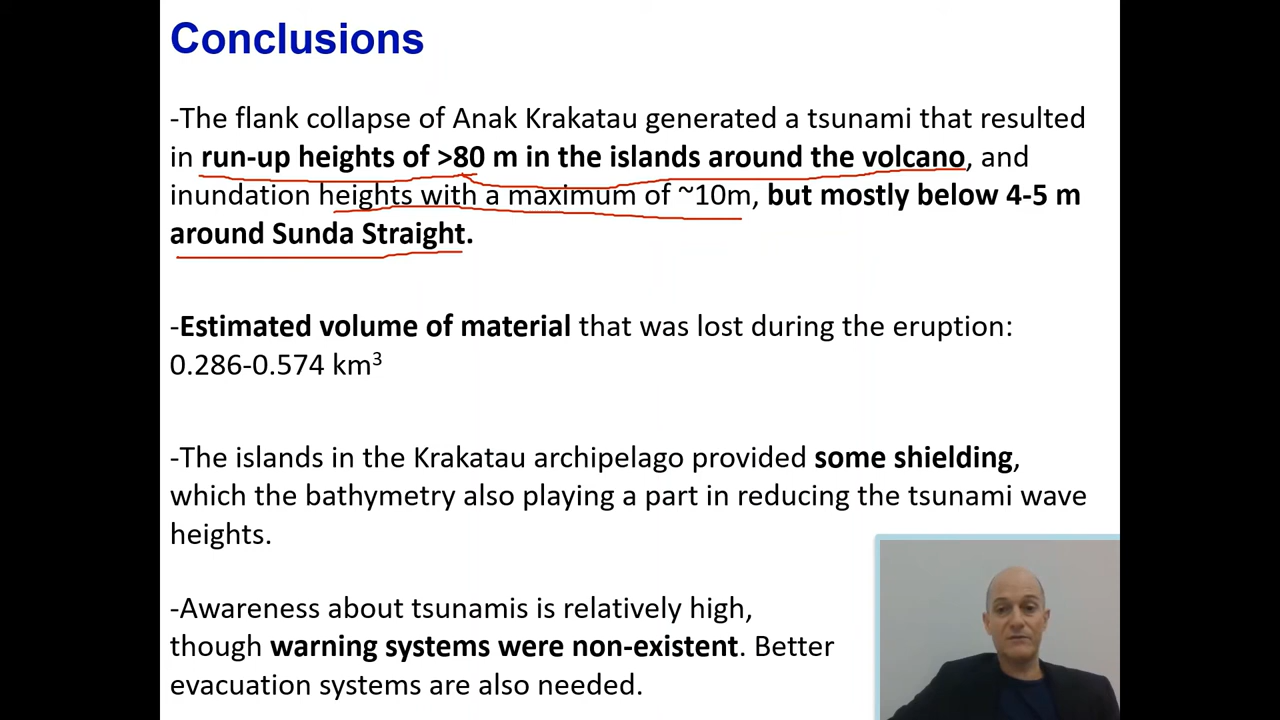 Conclusions
-The flank collapse of Anak Krakatau generated a tsunami that resulted
in run-up heights of >80 m in the islands around the volcano, and
inundation heights with a maximum of ~10m, but mostly below 4-5 m
around Sunda Straight.
-Estimated volume of material that was lost during the eruption:
0.286-0.574 km³
-The islands in the Krakatau archipelago provided some shielding,
which the bathymetry also playing a part in reducing the tsunami wave
heights.
-Awareness about tsunamis is relatively high,
though warning systems were non-existent. Better
evacuation systems are also needed.